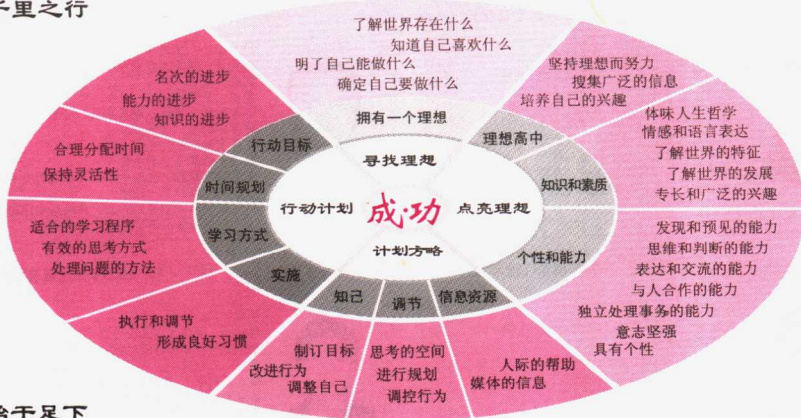 千里之行
了解世界存在什么
知道自己喜欢什么
明了自己能做什么
确定自己要做什么
拥有一个理想
寻找理想
坚持理想而努力
搜集广泛的信息
培养自己的兴趣
理想高中
体味人生哲学
情感和语言表达
了解世界的特征
了解世界的发展
专长和广泛的兴趣
知识和素质
点亮理想
发现和预见的能力
思维和判断的能力
表达和交流的能力
与人合作的能力
独立处理事务的能力
意志坚强
具有个性
个性和能力
人际的帮助
媒体的信息
信息资源
计划方略
思考的空间
进行规划
调控行为
调节
制订目标
改进行为
调整自己
知己
执行和调节
形成良好习惯
实施
适合的学习程序
有效的思考方式
处理问题的方法
学习方式
行动计划
合理分配时间
保持灵活性
时间规划
名次的进步
能力的进步
知识的进步
行动目标
成·功
始于足下